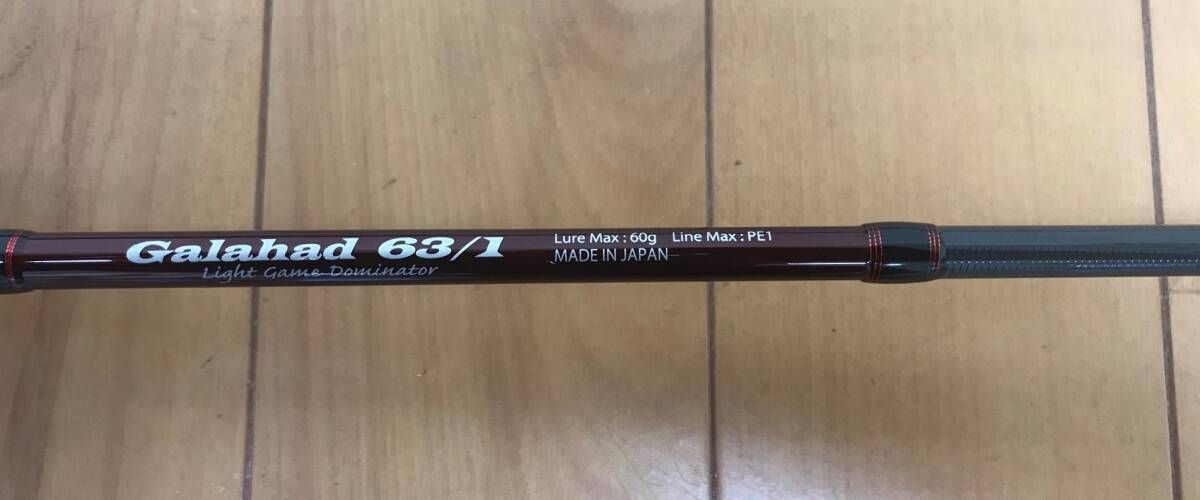 Galahad 63/1
Light Game Dominator
Lure Max : 60g Line Max : PE1
MADE IN JAPAN